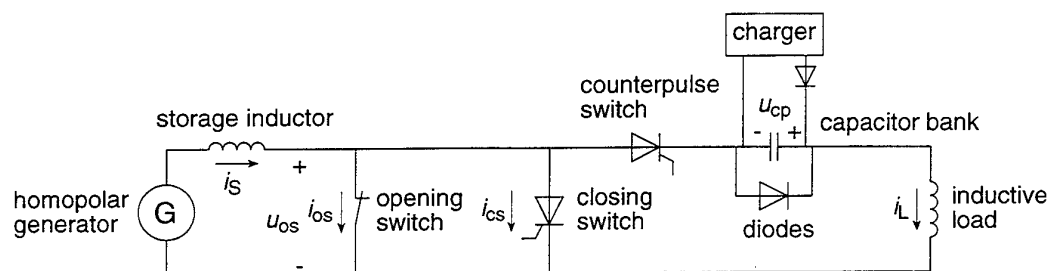 charger
counterpulse
switch
u_cp
- +
capacitor bank
storage inductor
i_S
+
homopolar
generator
G
u_os
i_os
opening
switch
i_cs
closing
switch
diodes
i_L
inductive
load
-